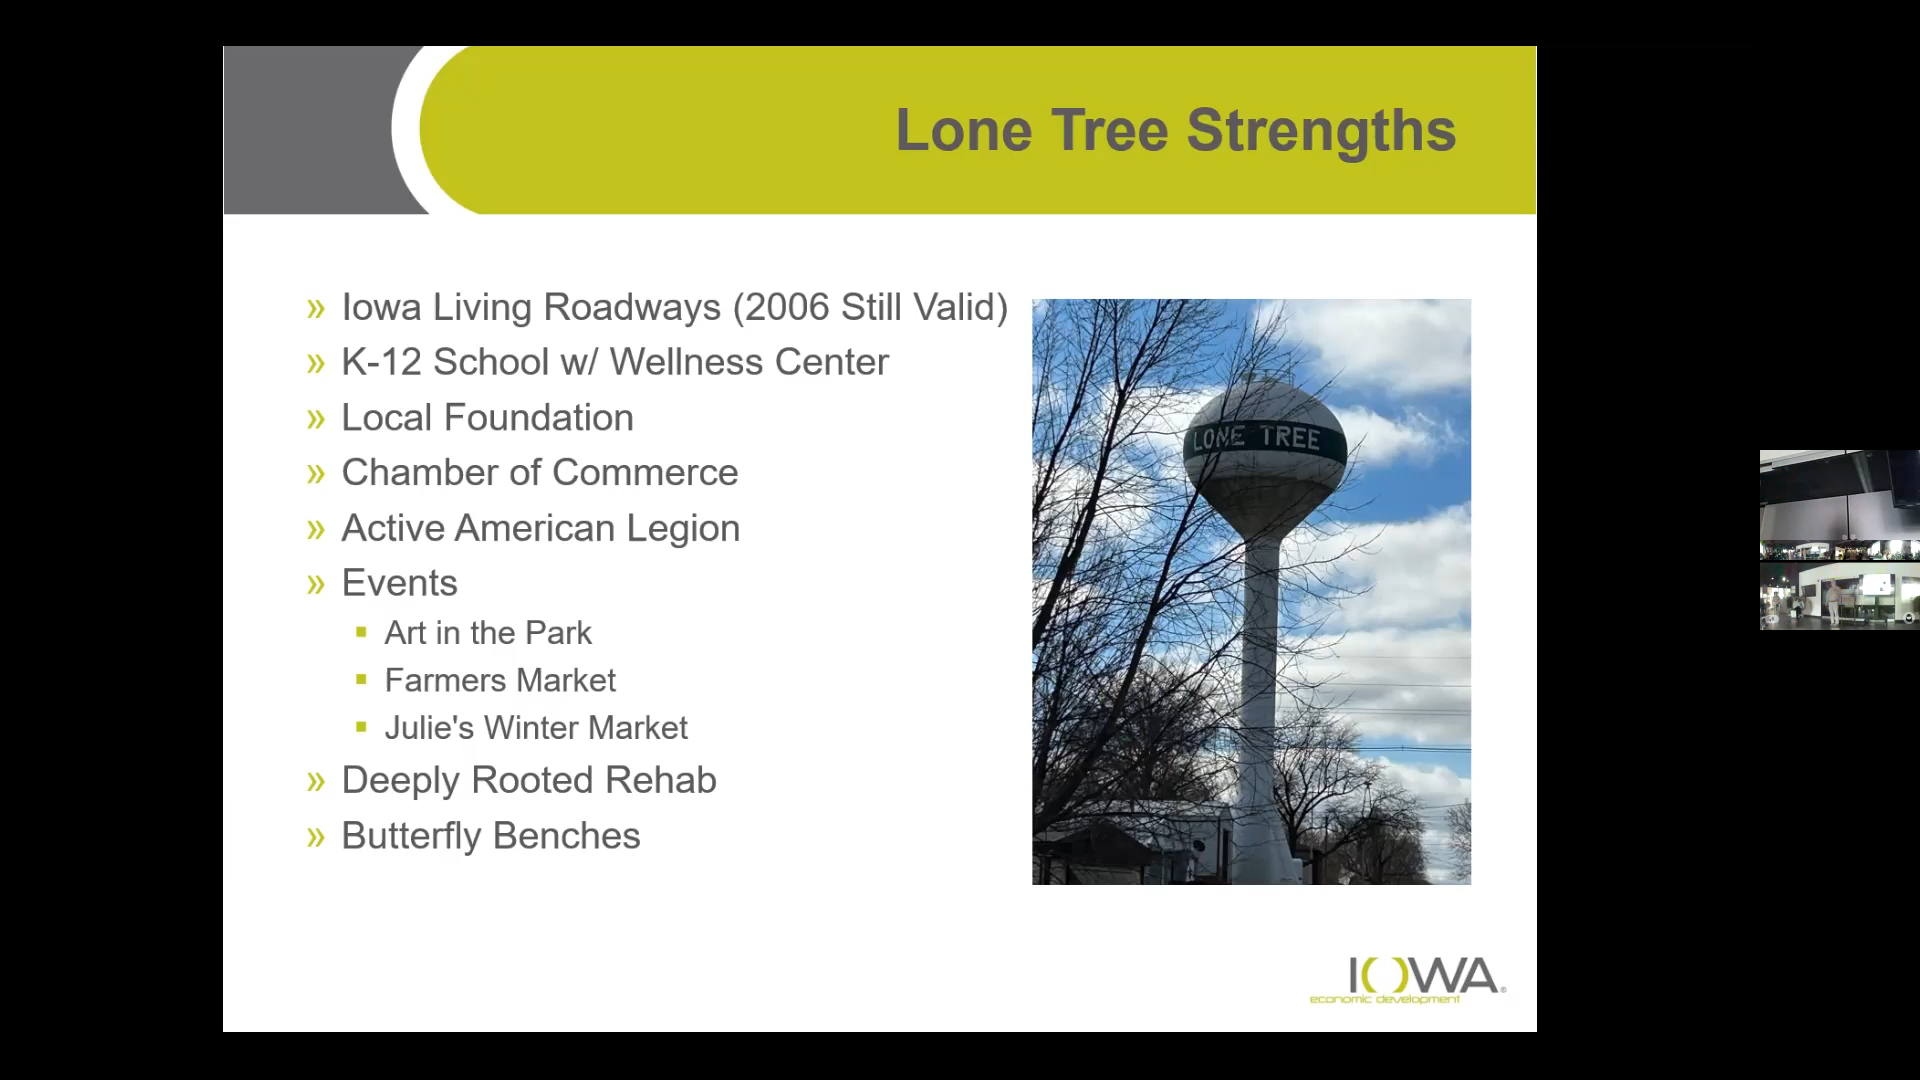 Lone Tree Strengths
» Iowa Living Roadways (2006 Still Valid)
» K-12 School w/ Wellness Center
» Local Foundation
» Chamber of Commerce
» Active American Legion
» Events
▪ Art in the Park
▪ Farmers Market
▪ Julie's Winter Market
» Deeply Rooted Rehab
» Butterfly Benches
LONE TREE
IOWA®
economic development